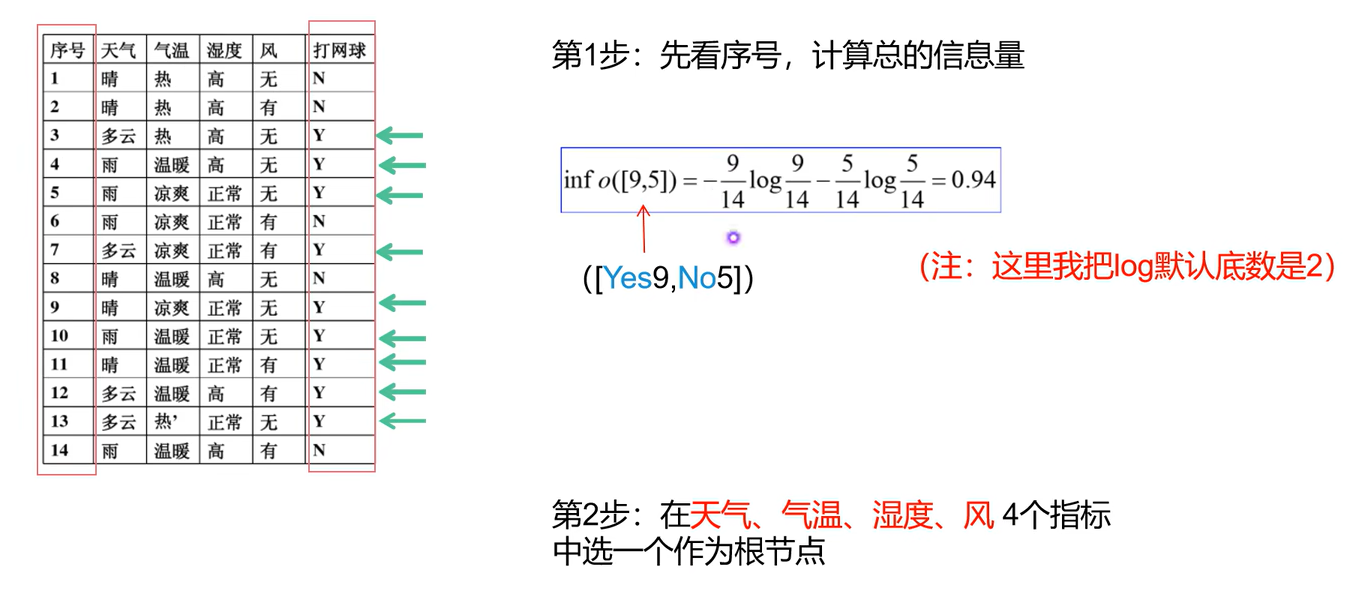 序号 天气 气温 湿度 风 打网球
1 晴 热 高 无 N
2 晴 热 高 有 N
3 多云 热 高 无 Y
4 雨 温暖 高 无 Y
5 雨 凉爽 正常 无 Y
6 雨 凉爽 正常 有 N
7 多云 凉爽 正常 有 Y
8 晴 温暖 高 无 N
9 晴 凉爽 正常 无 Y
10 雨 温暖 正常 无 Y
11 晴 温暖 正常 有 Y
12 多云 温暖 高 有 Y
13 多云 热’ 正常 无 Y
14 雨 温暖 高 有 N
第1步：先看序号，计算总的信息量
inf o([9,5]) = -9/14 log 9/14 - 5/14 log 5/14 = 0.94
（[Yes9,No5]）
（注：这里我把log默认底数是2）
第2步：在天气、气温、湿度、风 4个指标
中选一个作为根节点